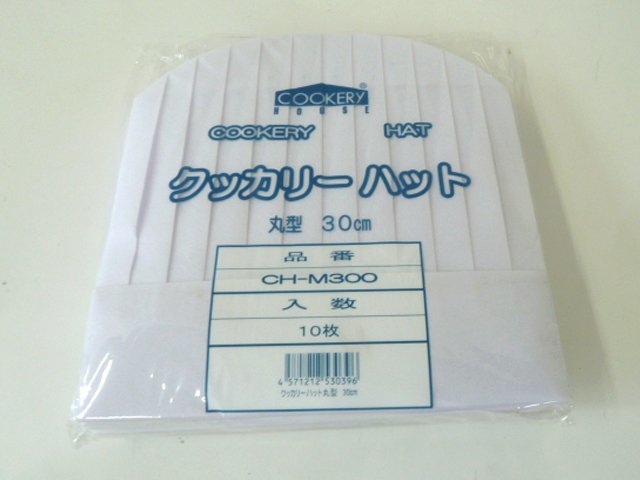 COOKERY®
HOUSE
COOKERY HAT
クッカリーハット
丸型 30cm
品番
CH-M300
入数
10枚
4 571212 530396
クッカリーハット丸型 30cm